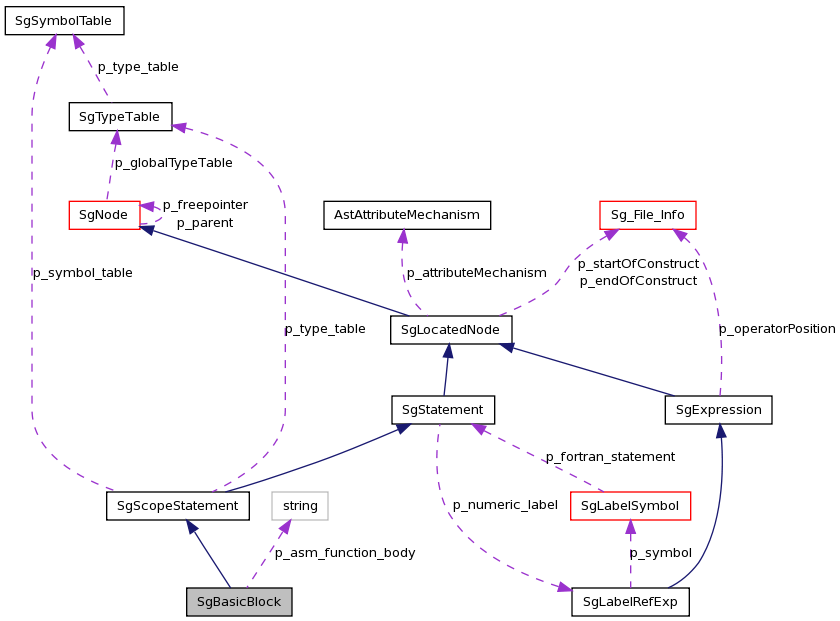 SgSymbolTable
p_type_table
SgTypeTable
p_globalTypeTable
SgNode
p_freepointer
p_parent
AstAttributeMechanism
Sg_File_Info
p_symbol_table
p_attributeMechanism
p_startOfConstruct
p_endOfConstruct
p_type_table
SgLocatedNode
p_operatorPosition
SgStatement
SgExpression
p_fortran_statement
SgScopeStatement
string
p_numeric_label
SgLabelSymbol
p_asm_function_body
p_symbol
SgBasicBlock
SgLabelRefExp